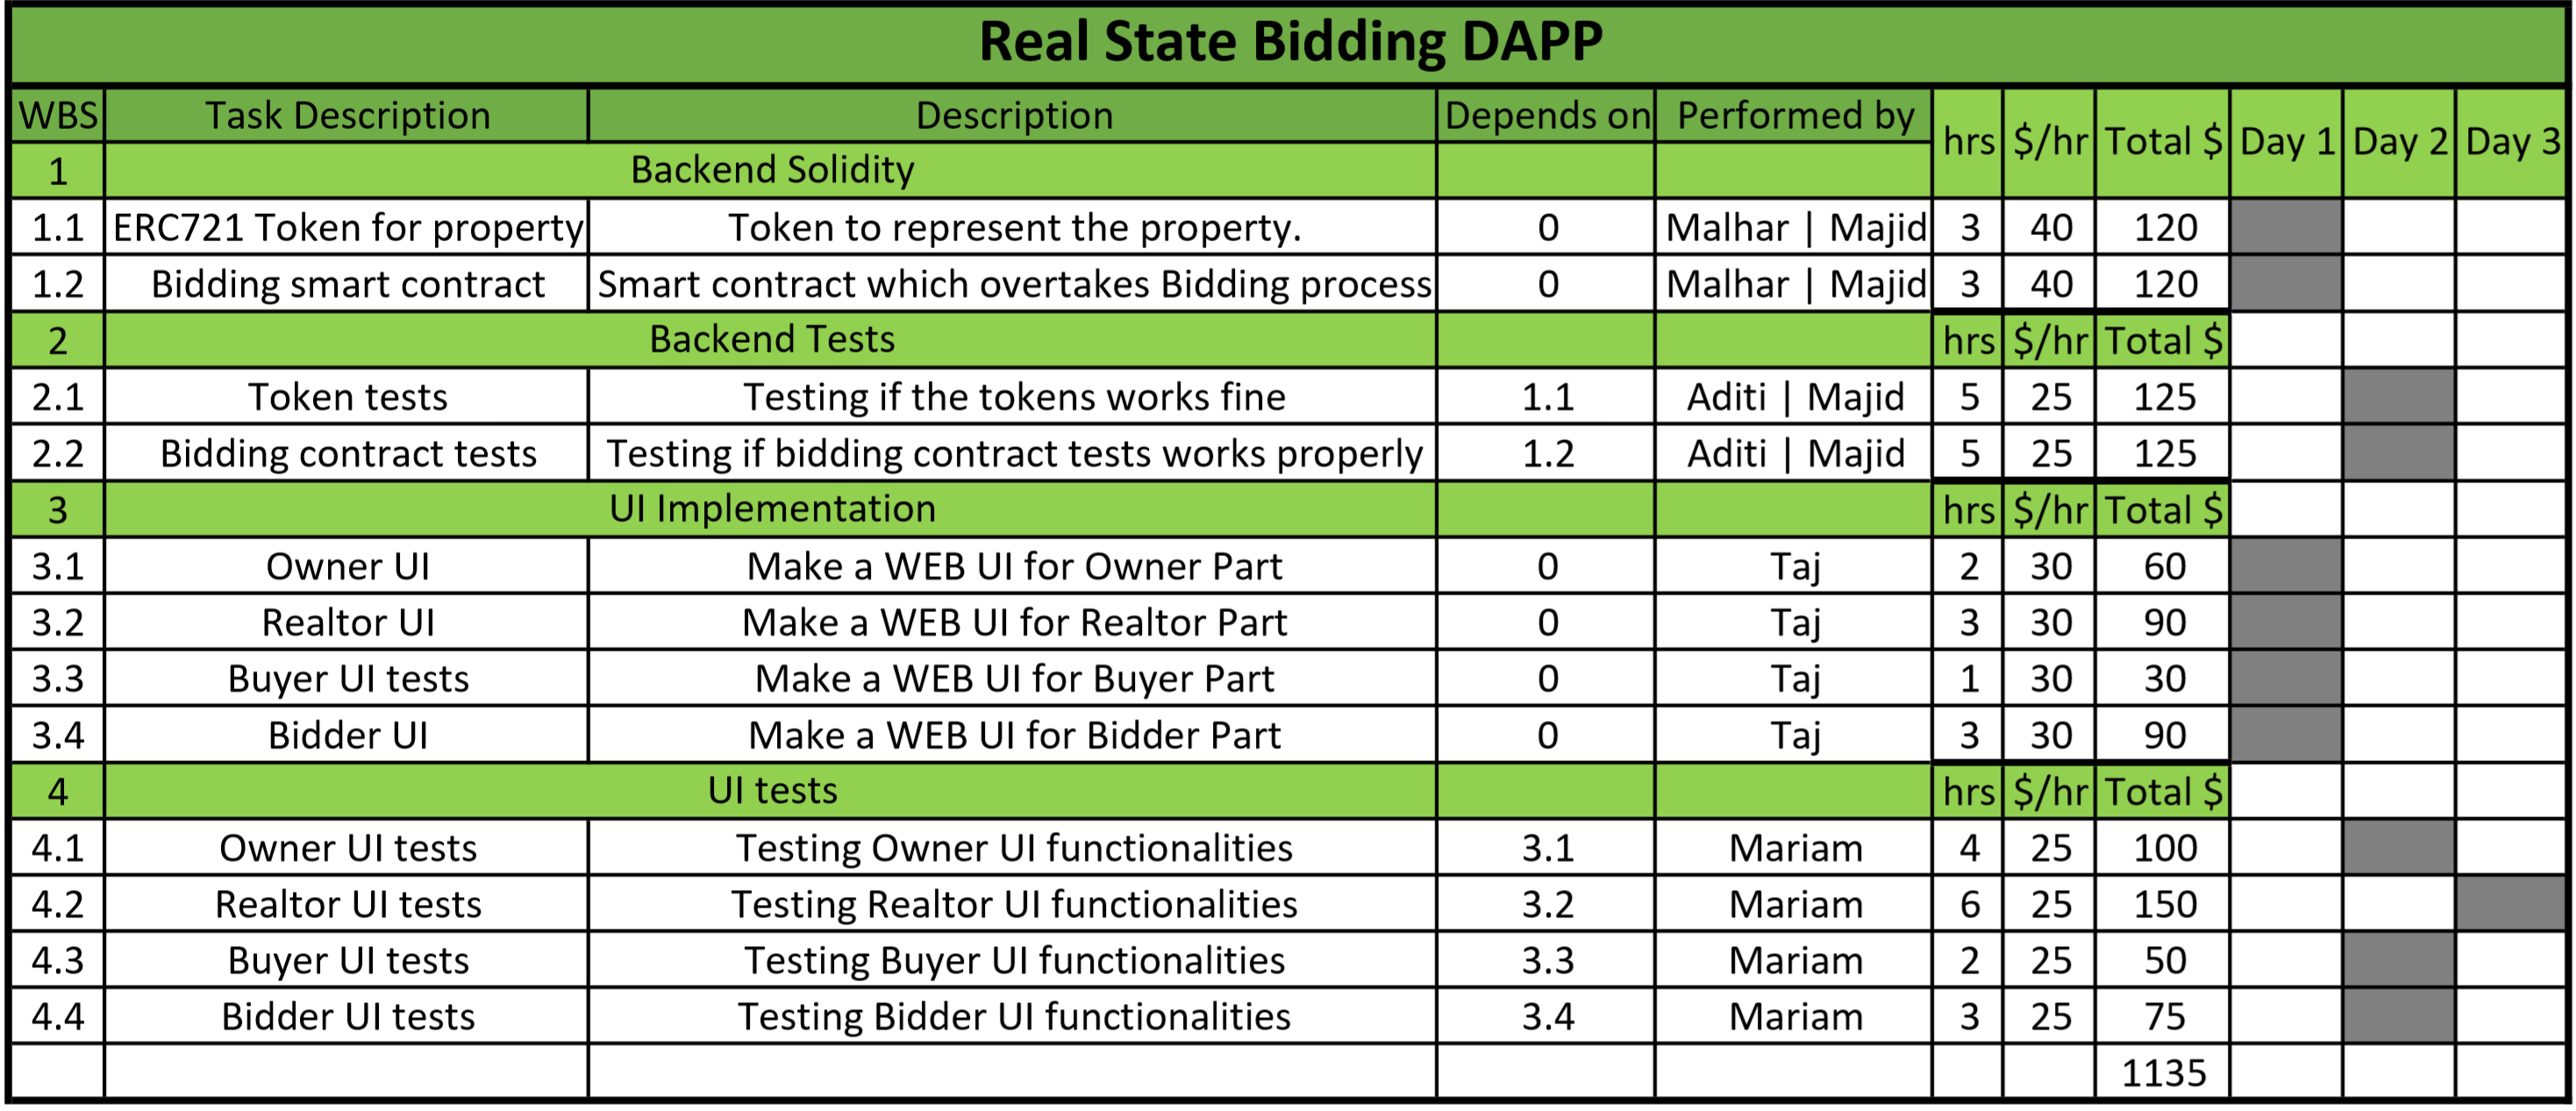 Real State Bidding DAPP
WBS Task Description Description Depends on Performed by hrs $/hr Total $ Day 1 Day 2 Day 3
1 Backend Solidity
1.1 ERC721 Token for property Token to represent the property. 0 Malhar | Majid 3 40 120
1.2 Bidding smart contract Smart contract which overtakes Bidding process 0 Malhar | Majid 3 40 120
2 Backend Tests hrs $/hr Total $
2.1 Token tests Testing if the tokens works fine 1.1 Aditi | Majid 5 25 125
2.2 Bidding contract tests Testing if bidding contract tests works properly 1.2 Aditi | Majid 5 25 125
3 UI Implementation hrs $/hr Total $
3.1 Owner UI Make a WEB UI for Owner Part 0 Taj 2 30 60
3.2 Realtor UI Make a WEB UI for Realtor Part 0 Taj 3 30 90
3.3 Buyer UI tests Make a WEB UI for Buyer Part 0 Taj 1 30 30
3.4 Bidder UI Make a WEB UI for Bidder Part 0 Taj 3 30 90
4 UI tests hrs $/hr Total $
4.1 Owner UI tests Testing Owner UI functionalities 3.1 Mariam 4 25 100
4.2 Realtor UI tests Testing Realtor UI functionalities 3.2 Mariam 6 25 150
4.3 Buyer UI tests Testing Buyer UI functionalities 3.3 Mariam 2 25 50
4.4 Bidder UI tests Testing Bidder UI functionalities 3.4 Mariam 3 25 75
1135